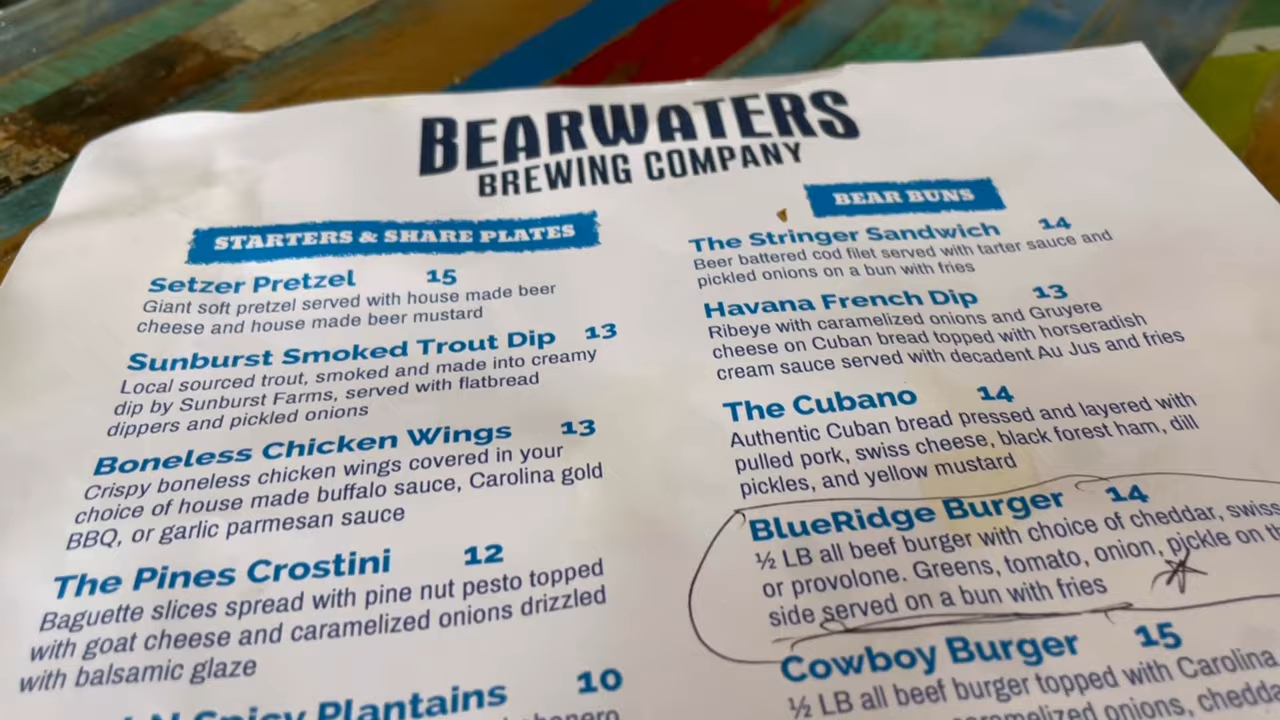 BEARWATERS
BREWING COMPANY
STARTERS & SHARE PLATES
Setzer Pretzel 15
Giant soft pretzel served with house made beer
cheese and house made beer mustard
Sunburst Smoked Trout Dip 13
Local sourced trout, smoked and made into creamy
dip by Sunburst Farms, served with flatbread
dippers and pickled onions
Boneless Chicken Wings 13
Crispy boneless chicken wings covered in your
choice of house made buffalo sauce, Carolina gold
BBQ, or garlic parmesan sauce
The Pines Crostini 12
Baguette slices spread with pine nut pesto topped
with goat cheese and caramelized onions drizzled
with balsamic glaze
Spicy Plantains 10
BEAR BUNS
The Stringer Sandwich 14
Beer battered cod filet served with tarter sauce and
pickled onions on a bun with fries
Havana French Dip 13
Ribeye with caramelized onions and Gruyere
cheese on Cuban bread topped with horseradish
cream sauce served with decadent Au Jus and fries
The Cubano 14
Authentic Cuban bread pressed and layered with
pulled pork, swiss cheese, black forest ham, dill
pickles, and yellow mustard
BlueRidge Burger 14
½ LB all beef burger with choice of cheddar, swiss
or provolone. Greens, tomato, onion, pickle on
side served on a bun with fries
Cowboy Burger 15
½ LB all beef burger topped with Carolina
onions,